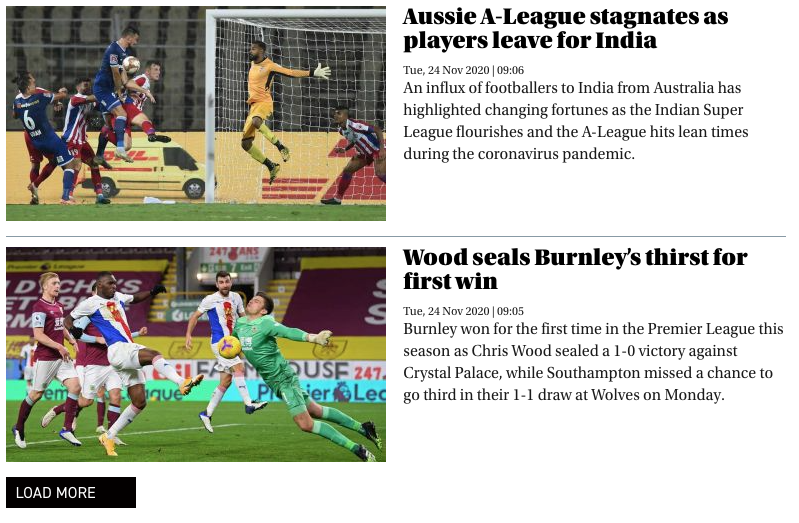 Aussie A-League stagnates as
players leave for India
Tue, 24 Nov 2020 | 09:06
An influx of footballers to India from Australia has
highlighted changing fortunes as the Indian Super
League flourishes and the A-League hits lean times
during the coronavirus pandemic.
6
Wood seals Burnley’s thirst for
first win
Tue, 24 Nov 2020 | 09:05
Burnley won for the first time in the Premier League this
season as Chris Wood sealed a 1-0 victory against
Crystal Palace, while Southampton missed a chance to
go third in their 1-1 draw at Wolves on Monday.
LOAD MORE